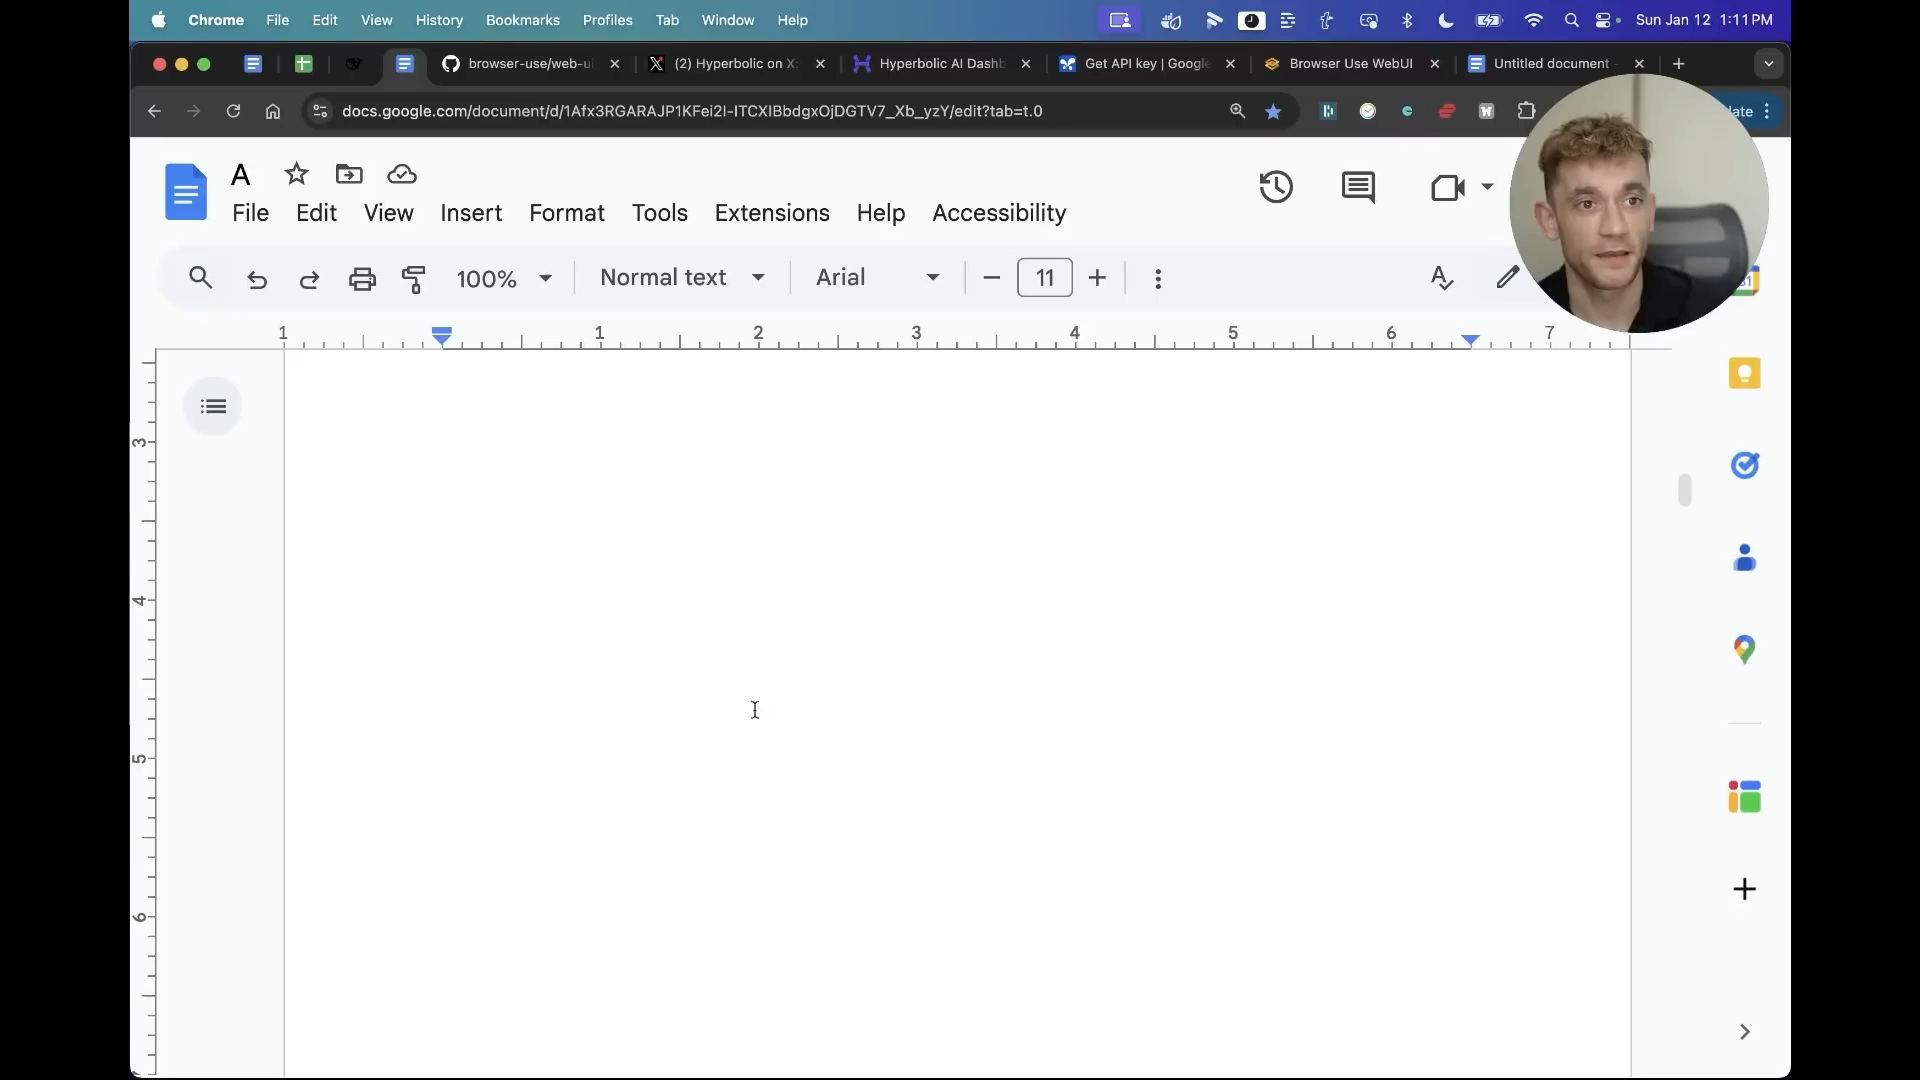 Chrome File Edit View History Bookmarks Profiles Tab Window Help Sun Jan 12 1:11 PM
browser-use/web-ui (2) Hyperbolic on X Hyperbolic AI Dashb Get API key | Google Browser Use WebUI Untitled document -
docs.google.com/document/d/1Afx3RGARAJP1KFei2I-ITCXIBbdgxOjDGTV7_Xb_yzY/edit?tab=t.0 ate
A
File Edit View Insert Format Tools Extensions Help Accessibility
100% Normal text Arial 11
1 1 2 3 4 5 6 7
3
4
5
6